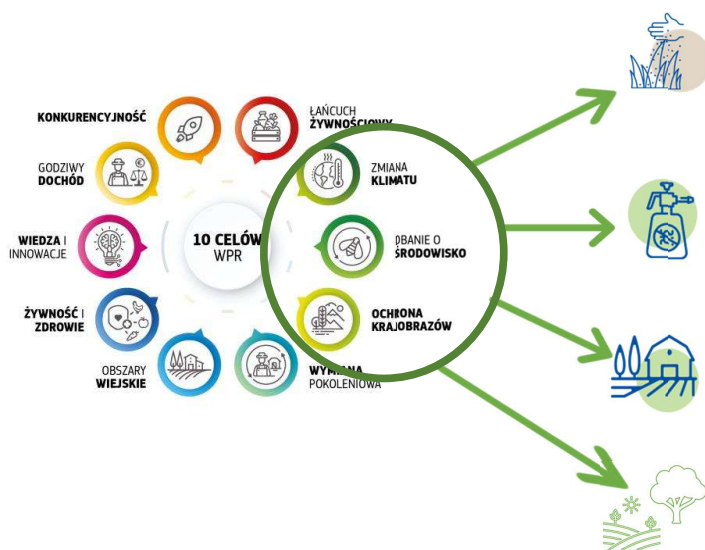 KONKURENCYJNOŚĆ
ŁAŃCUCH
ŻYWNOŚCIOWY
GODZIWY
DOCHÓD
ZMIANA
KLIMATU
WIEDZA I
INNOWACJE
10 CELÓW
WPR
DBANIE O
ŚRODOWISKO
ŻYWNOŚĆ I
ZDROWIE
OCHRONA
KRAJOBRAZÓW
OBSZARY
WIEJSKIE
WYMIANA
POKOLENIOWA